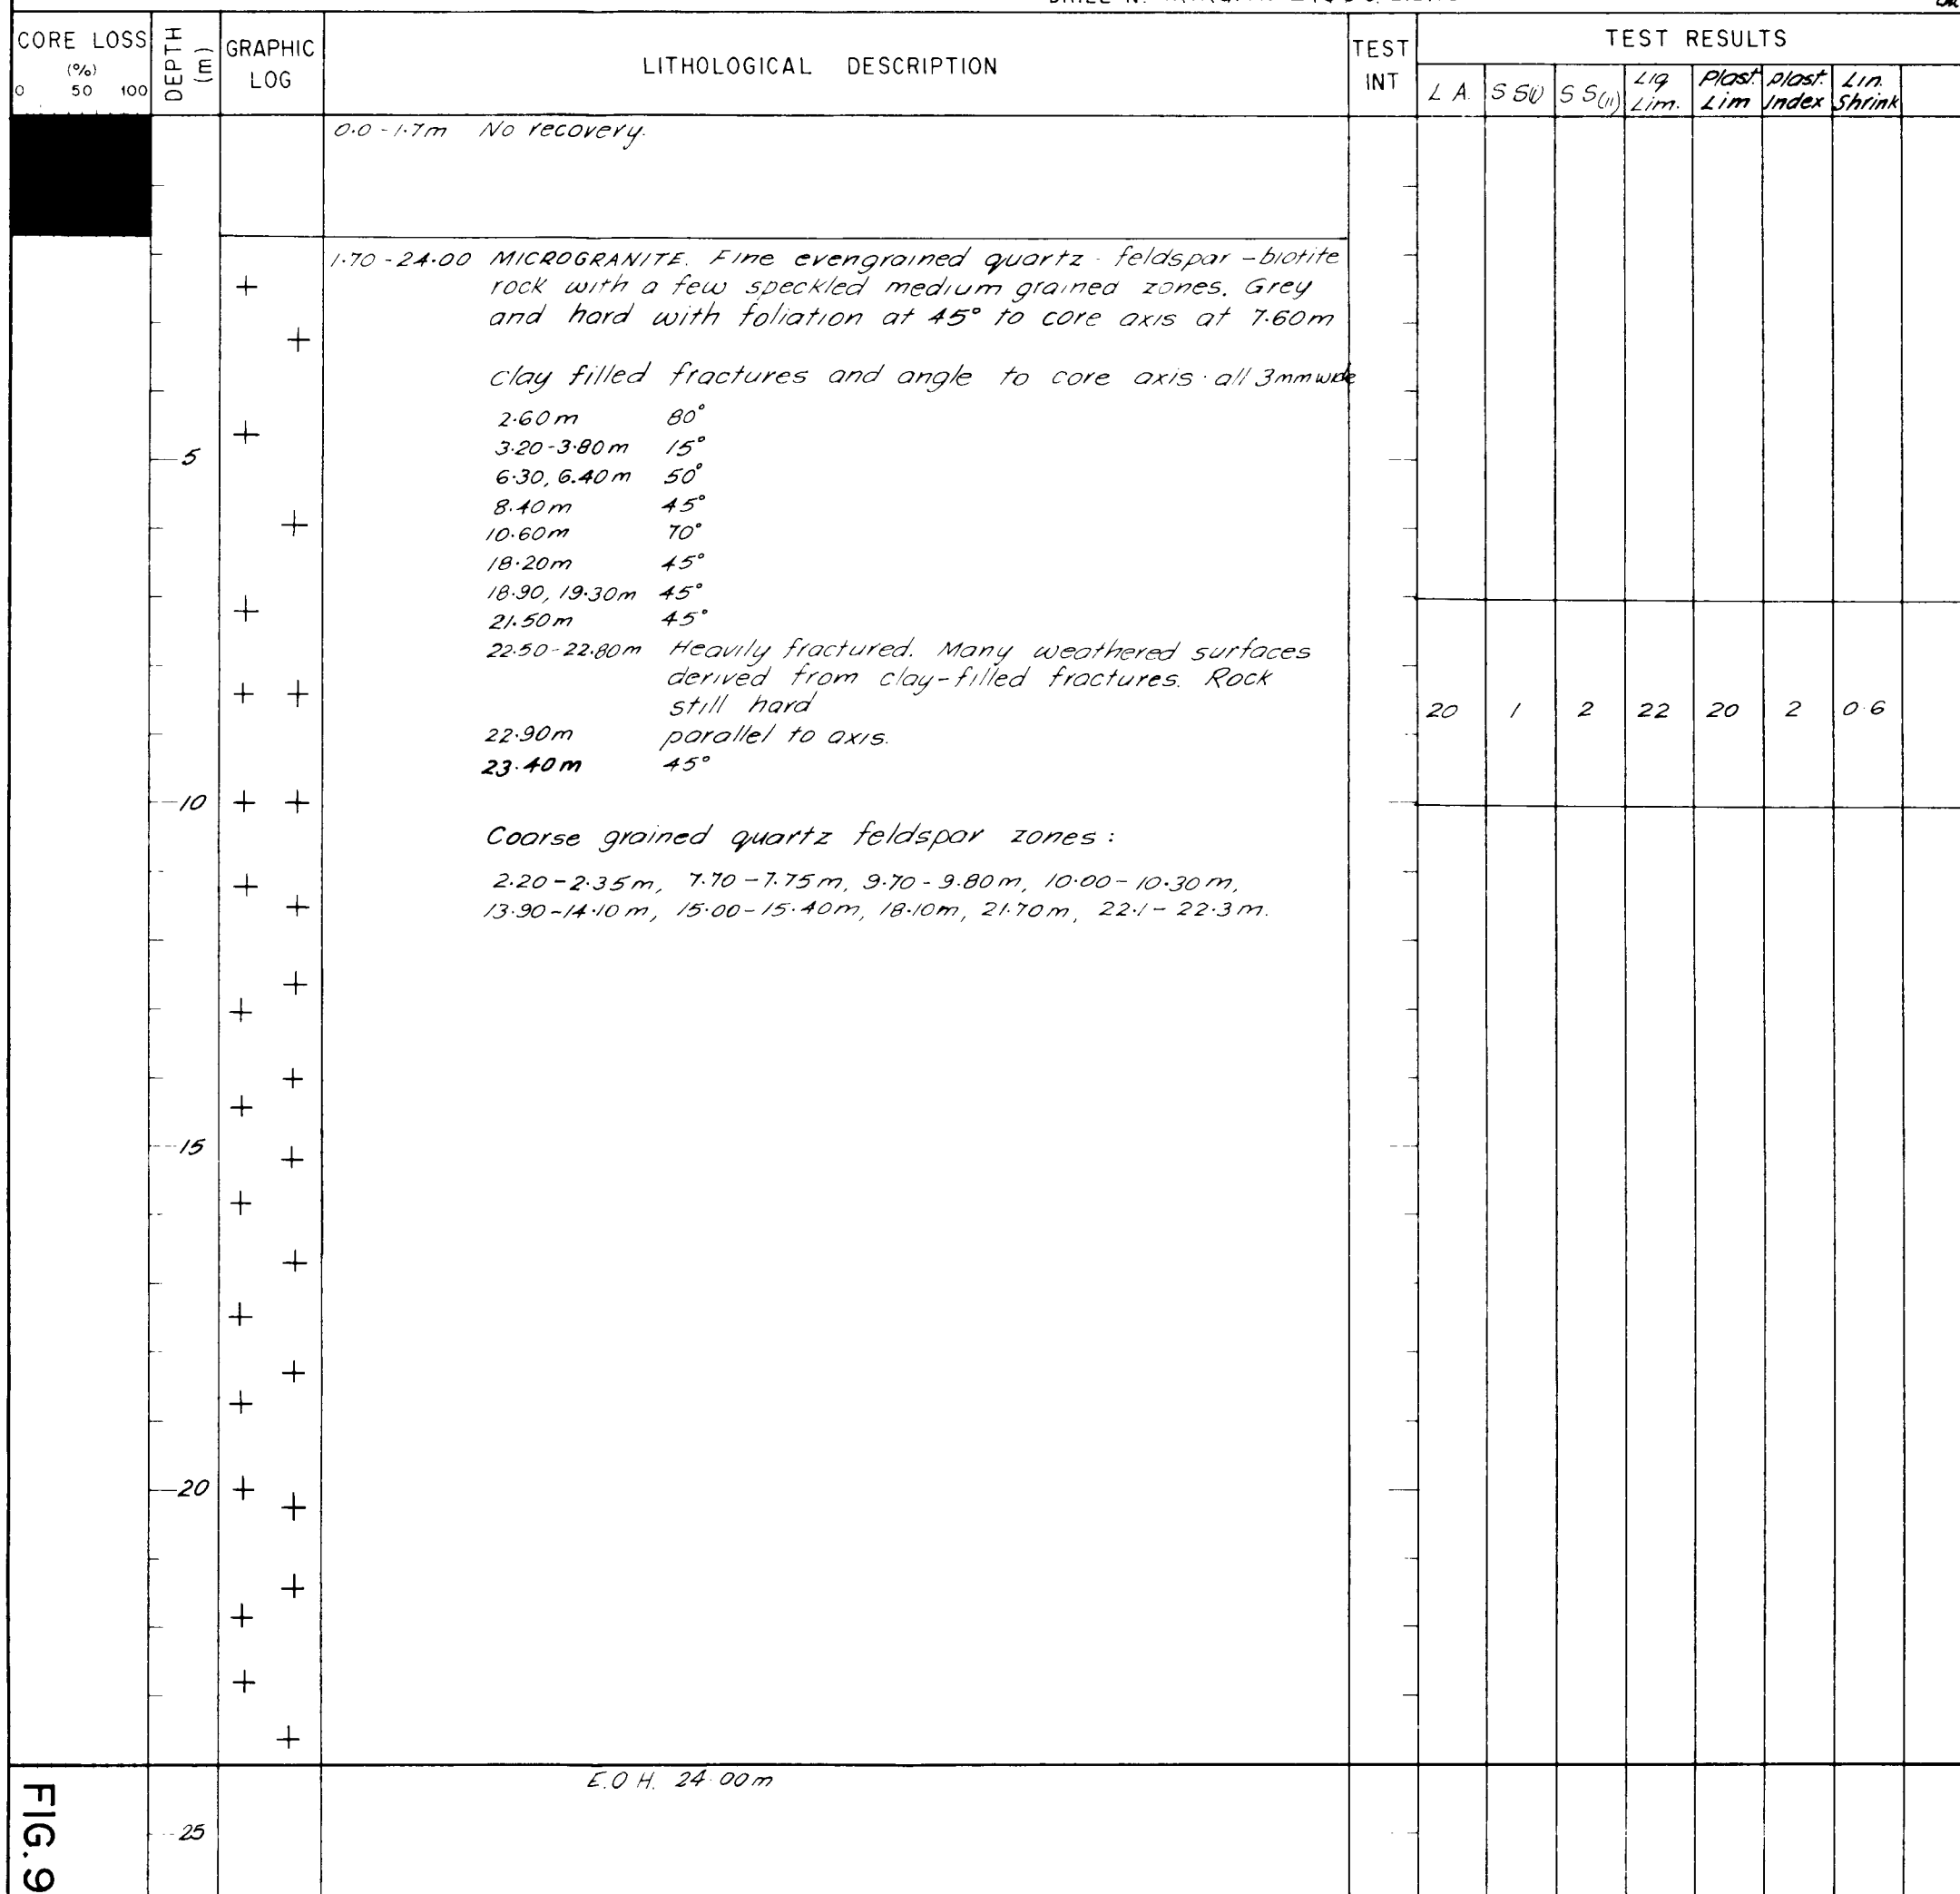 CORE LOSS
(%)
0 50 100
DEPTH (m)
GRAPHIC
LOG
LITHOLOGICAL DESCRIPTION
TEST
INT
TEST RESULTS
L A.
S S(I)
S S(II)
Liq
Lim.
Plast.
Lim
plast.
Index
Lin.
Shrink
0.0 - 1.7m No recovery.
1.70 - 24.00 MICROGRANITE. Fine evengrained quartz - feldspar - biotite
rock with a few speckled medium grained zones. Grey
and hard with foliation at 45° to core axis at 7.60m
clay filled fractures and angle to core axis. all 3mm wide
2.60m 80°
3.20-3.80m 15°
5
6.30, 6.40m 50°
8.40m 45°
10.60m 70°
18.20m 45°
18.90, 19.30m 45°
21.50m 45°
22.50-22.80m Heavily fractured. Many weathered surfaces
derived from clay-filled fractures. Rock
still hard
20 1 2 22 20 2 0.6
22.90m parallel to axis.
23.40m 45°
10
Coarse grained quartz feldspar zones:
2.20-2.35m, 7.70-7.75m, 9.70-9.80m, 10.00-10.30m,
13.90-14.10m, 15.00-15.40m, 18.10m, 21.70m, 22.1-22.3m.
15
20
E.O H. 24.00m
25
FIG. 9